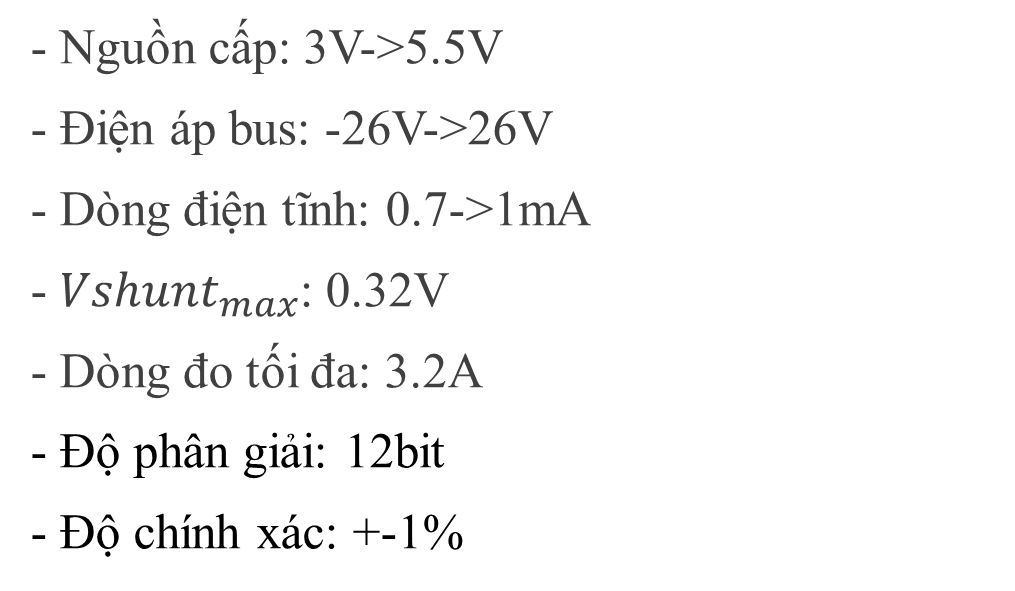 - Nguồn cấp: 3V->5.5V
- Điện áp bus: -26V->26V
- Dòng điện tĩnh: 0.7->1mA
- 𝑉𝑠ℎ𝑢𝑛𝑡ₘₐₓ: 0.32V
- Dòng đo tối đa: 3.2A
- Độ phân giải: 12bit
- Độ chính xác: +-1%